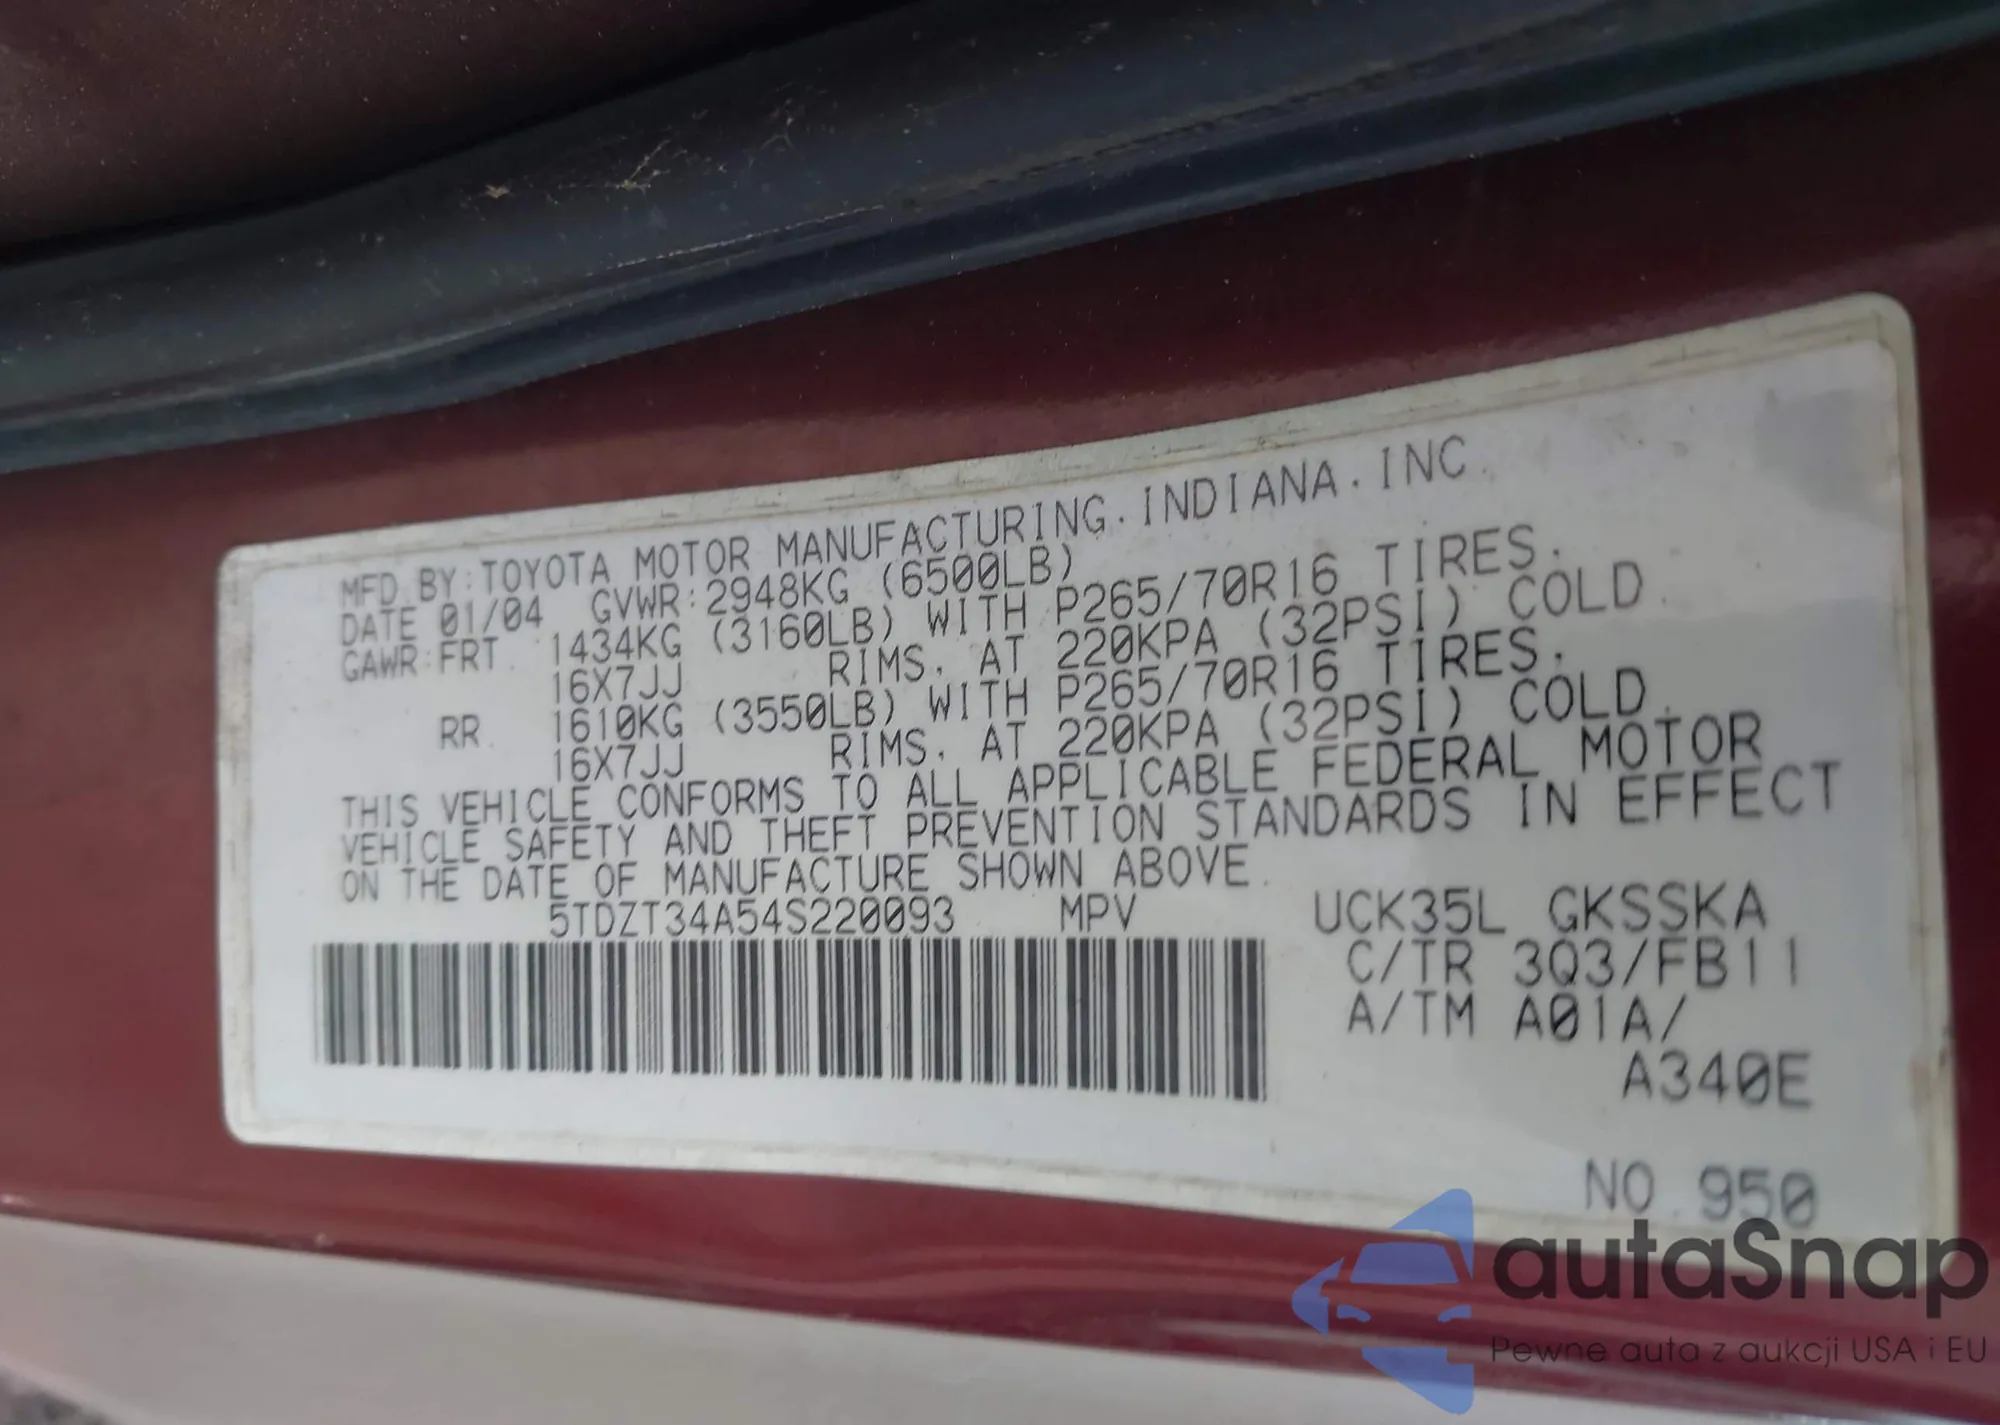 MFD. BY: TOYOTA MOTOR MANUFACTURING. INDIANA. INC.
DATE 01/04 GVWR: 2948KG (6500LB)
GAWR: FRT. 1434KG (3160LB) WITH P265/70R16 TIRES.
16X7JJ RIMS. AT 220KPA (32PSI) COLD.
RR. 1610KG (3550LB) WITH P265/70R16 TIRES.
16X7JJ RIMS. AT 220KPA (32PSI) COLD.
THIS VEHICLE CONFORMS TO ALL APPLICABLE FEDERAL MOTOR
VEHICLE SAFETY AND THEFT PREVENTION STANDARDS IN EFFECT
ON THE DATE OF MANUFACTURE SHOWN ABOVE.
5TDZT34A54S220093 MPV UCK35L GKSSKA
C/TR 3Q3/FB11
A/TM A01A/
A340E
NO. 950
autaSnap
Pewne auta z aukcji USA i EU